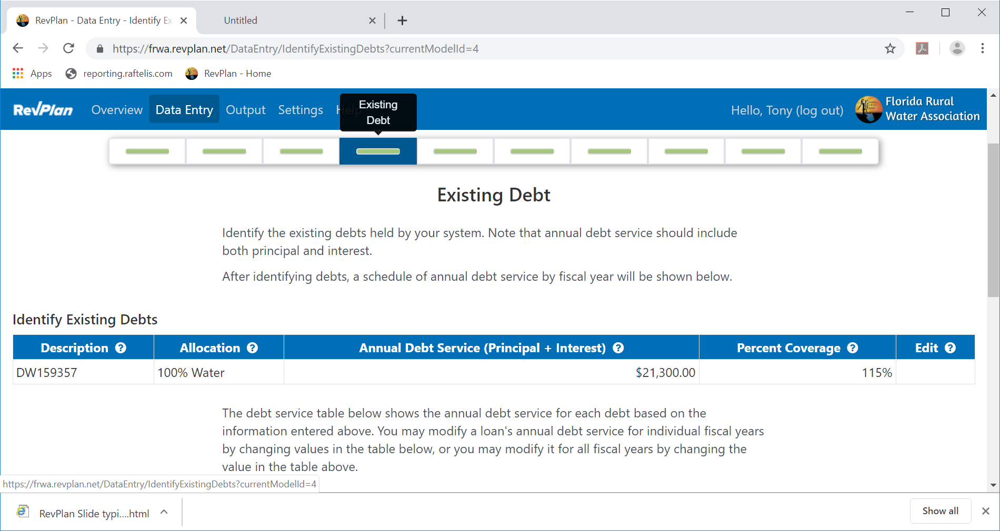 RevPlan - Data Entry - Identify Ex
Untitled
https://frwa.revplan.net/DataEntry/IdentifyExistingDebts?currentModelId=4
Apps
reporting.raftelis.com
RevPlan - Home
RevPlan
Overview
Data Entry
Output
Settings
Help
Existing
Debt
Hello, Tony (log out)
Florida Rural
Water Association
Existing Debt
Identify the existing debts held by your system. Note that annual debt service should include
both principal and interest.
After identifying debts, a schedule of annual debt service by fiscal year will be shown below.
Identify Existing Debts
Description ?
Allocation ?
Annual Debt Service (Principal + Interest) ?
Percent Coverage ?
Edit ?
DW159357
100% Water
$21,300.00
115%
The debt service table below shows the annual debt service for each debt based on the
information entered above. You may modify a loan's annual debt service for individual fiscal years
by changing values in the table below, or you may modify it for all fiscal years by changing the
value in the table above.
https://frwa.revplan.net/DataEntry/IdentifyExistingDebts?currentModelId=4
RevPlan Slide typi....html
Show all